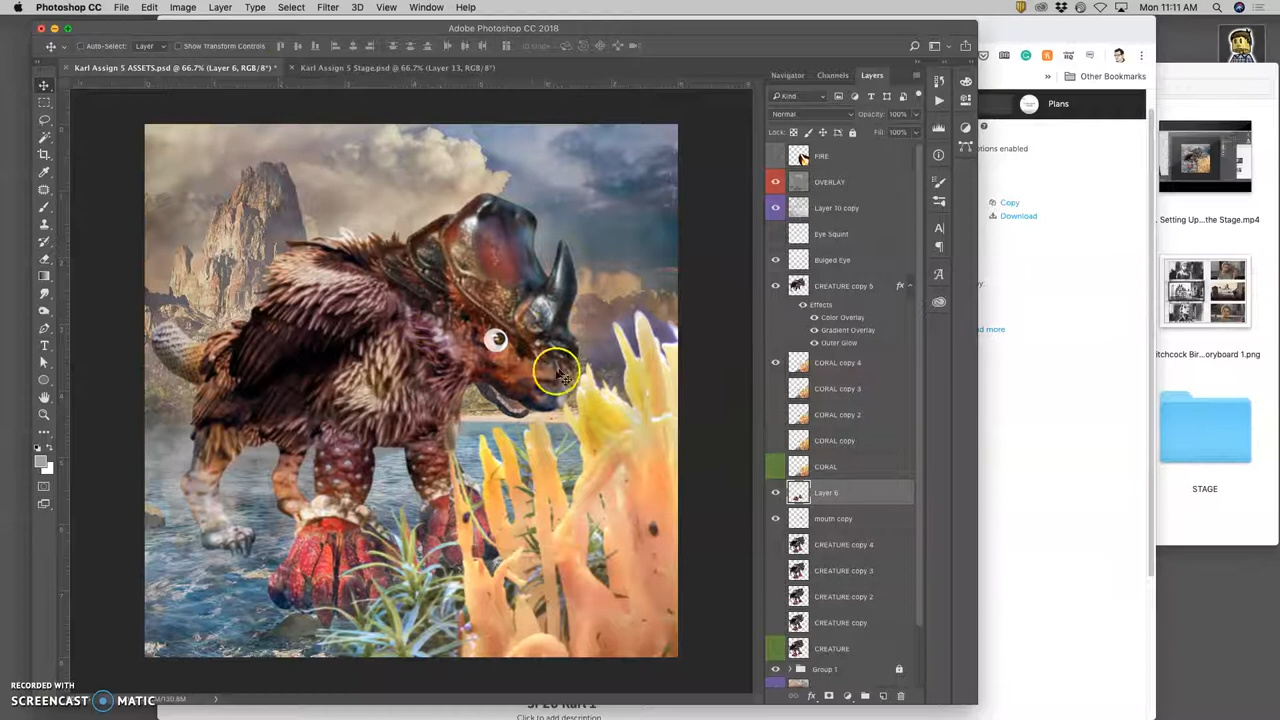 Photoshop File Edit Image Layer Type Select Filter 3D View Window Help
Mon 11:11 AM
Adobe Photoshop CC 2018
Auto-Select: Layer Show Transform Controls
3D Mode
Karl Assign 5 ASSETS.psd @ 66.7% (Layer 6, RGB/8*) *
Karl Assign 5 Stage.psd @ 66.7% (Layer 13, RGB/8*)
Navigator Channels Layers
Kind
Normal Opacity: 100%
Lock: Fill: 100%
FIRE
OVERLAY
Layer 10 copy
Eye Squint
Bulged Eye
CREATURE copy 5 fx
Effects
Color Overlay
Gradient Overlay
Outer Glow
CORAL copy 4
CORAL copy 3
CORAL copy 2
CORAL copy
CORAL
Layer 6
mouth copy
CREATURE copy 4
CREATURE copy 3
CREATURE copy 2
CREATURE copy
CREATURE
Group 1
Other Bookmarks
Plans
ptions enabled
Copy
Download
ad more
Setting Up...the Stage.mp4
itchcock Bir...oryboard 1.png
STAGE
RECORDED WITH
SCREENCAST MATIC
Click to add description